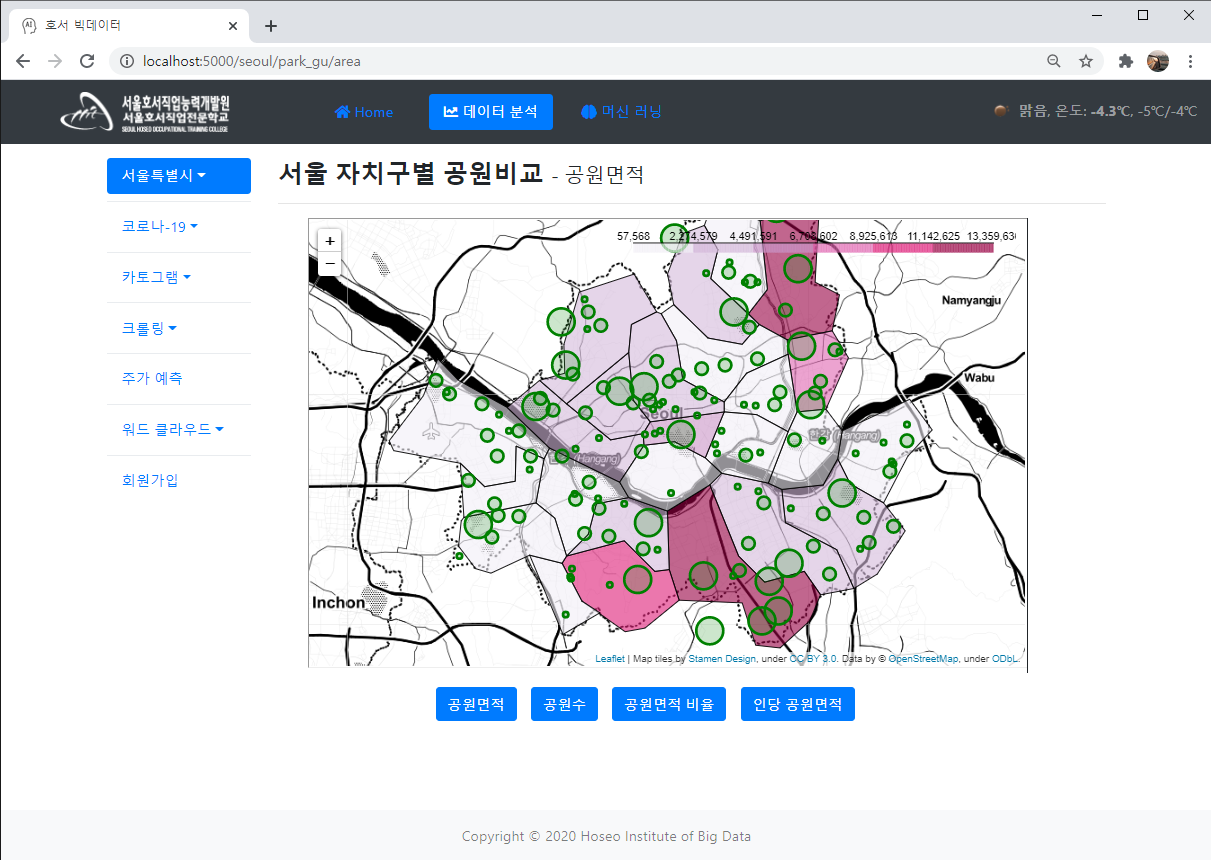 호서 빅데이터
localhost:5000/seoul/park_gu/area
서울호서직업능력개발원
서울호서직업전문학교
SEOUL HOSEO OCCUPATIONAL TRAINING COLLEGE
Home
데이터 분석
머신 러닝
맑음, 온도: -4.3℃, -5℃/-4℃
서울특별시
코로나-19
카토그램
크롤링
주가 예측
워드 클라우드
회원가입
서울 자치구별 공원비교 - 공원면적
+
−
57,568 2,274,579 4,491,591 6,708,602 8,925,613 11,142,625 13,359,636
Namyangju
Wabu
Seoul
한강 (Hangang)
(Hangang)
Inchon
Leaflet | Map tiles by Stamen Design, under CC BY 3.0. Data by © OpenStreetMap, under ODbL.
공원면적
공원수
공원면적 비율
인당 공원면적
Copyright © 2020 Hoseo Institute of Big Data